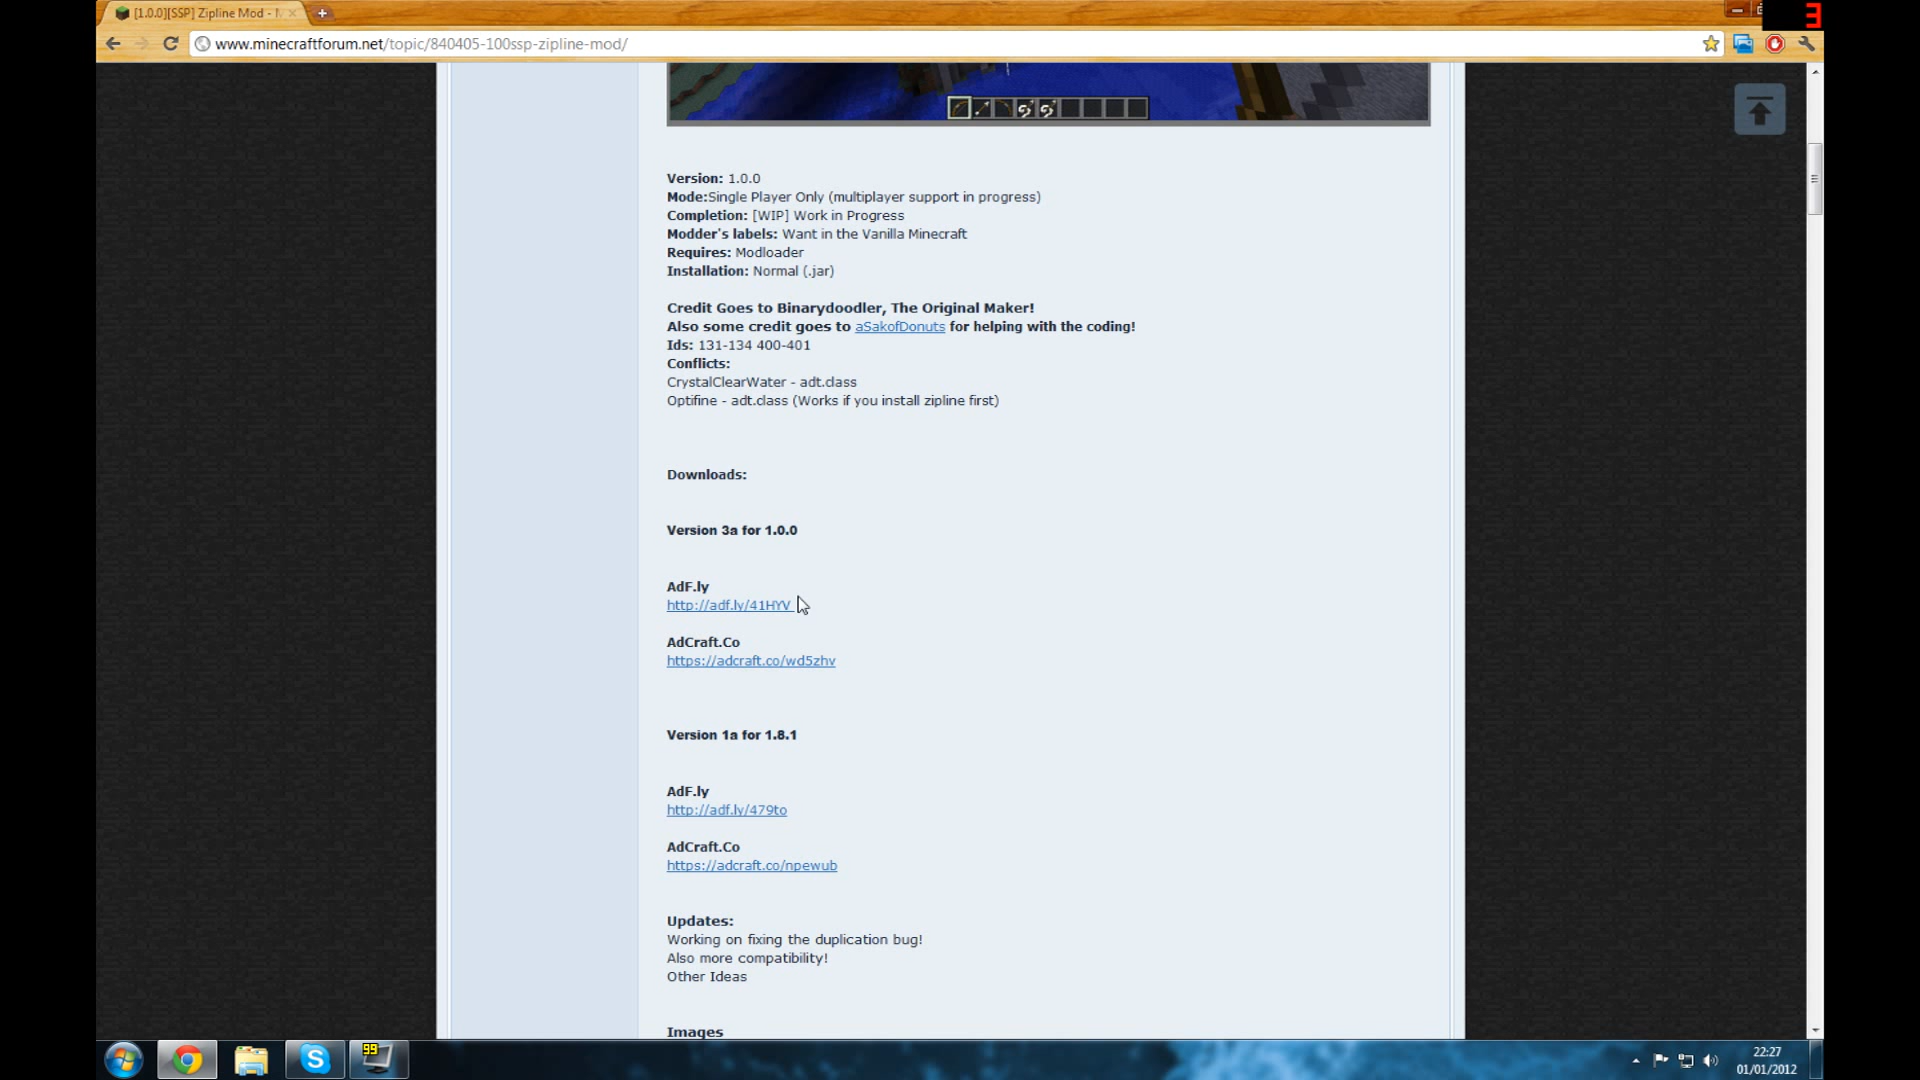 [1.0.0][SSP] Zipline Mod - M
3
www.minecraftforum.net/topic/840405-100ssp-zipline-mod/
Version: 1.0.0
Mode:Single Player Only (multiplayer support in progress)
Completion: [WIP] Work in Progress
Modder's labels: Want in the Vanilla Minecraft
Requires: Modloader
Installation: Normal (.jar)
Credit Goes to Binarydoodler, The Original Maker!
Also some credit goes to aSakofDonuts for helping with the coding!
Ids: 131-134 400-401
Conflicts:
CrystalClearWater - adt.class
Optifine - adt.class (Works if you install zipline first)
Downloads:
Version 3a for 1.0.0
AdF.ly
http://adf.ly/41HYV
AdCraft.Co
https://adcraft.co/wd5zhv
Version 1a for 1.8.1
AdF.ly
http://adf.ly/479to
AdCraft.Co
https://adcraft.co/npewub
Updates:
Working on fixing the duplication bug!
Also more compatibility!
Other Ideas
Images
99
22:27
01/01/2012